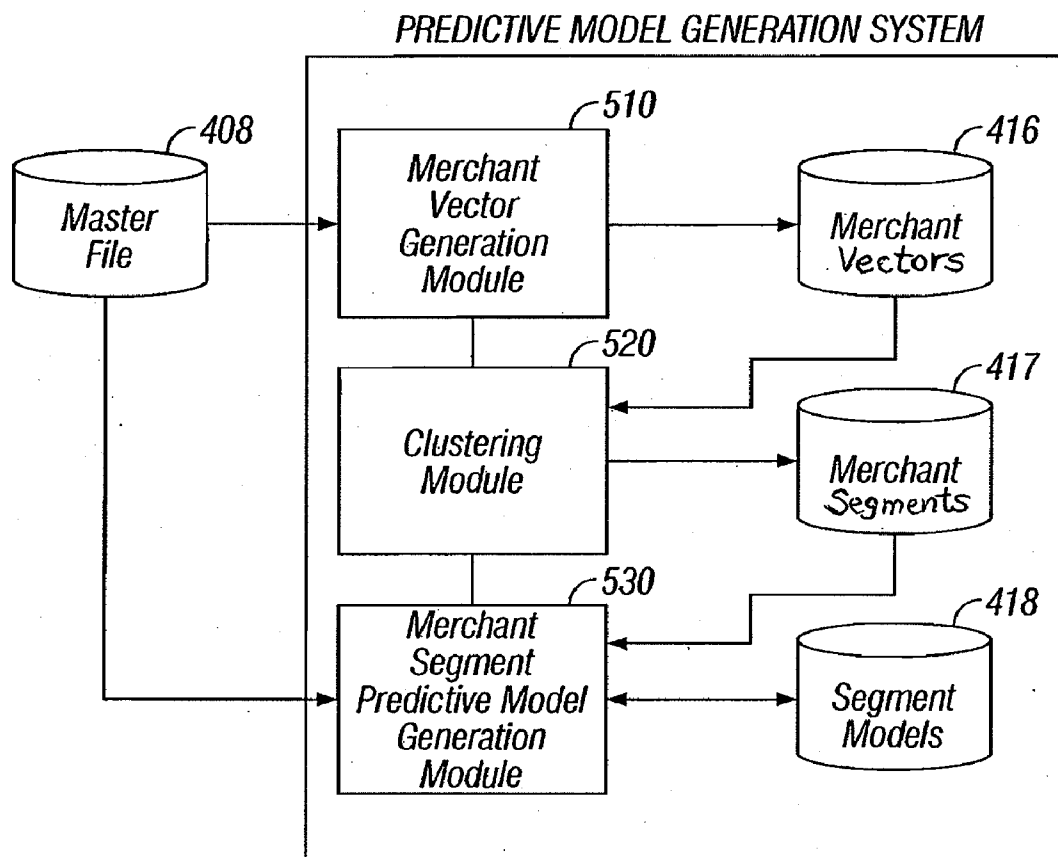 PREDICTIVE MODEL GENERATION SYSTEM
408
Master
File
510
Merchant
Vector
Generation
Module
416
Merchant
Vectors
520
Clustering
Module
417
Merchant
Segments
530
Merchant
Segment
Predictive Model
Generation
Module
418
Segment
Models